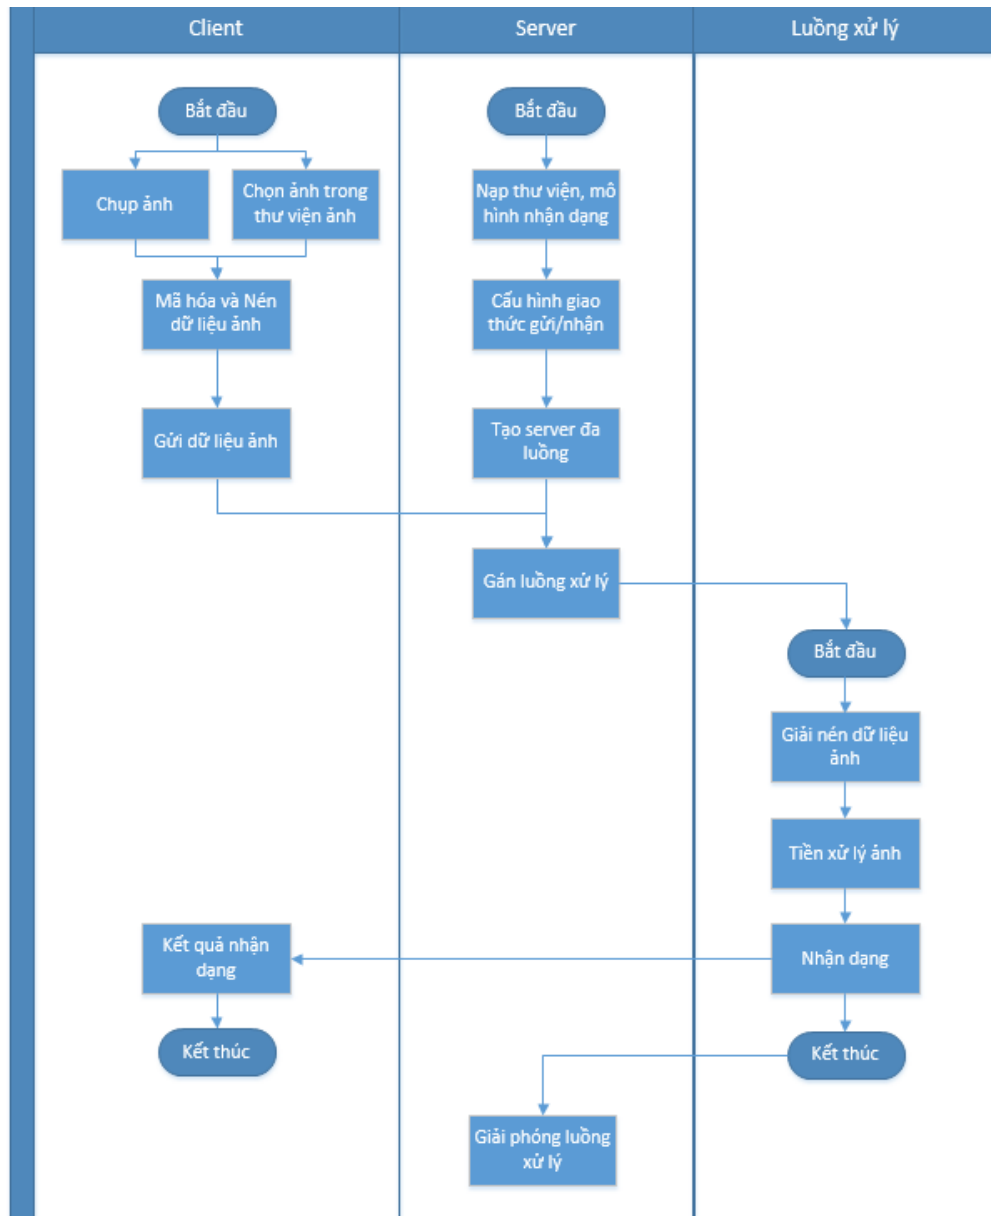 Client
Server
Luồng xử lý
Bắt đầu
Bắt đầu
Chụp ảnh
Chọn ảnh trong
thư viện ảnh
Nạp thư viện, mô
hình nhận dạng
Mã hóa và Nén
dữ liệu ảnh
Cấu hình giao
thức gửi/nhận
Gửi dữ liệu ảnh
Tạo server đa
luồng
Gán luồng xử lý
Bắt đầu
Giải nén dữ liệu
ảnh
Tiền xử lý ảnh
Kết quả nhận
dạng
Nhận dạng
Kết thúc
Kết thúc
Giải phóng luồng
xử lý